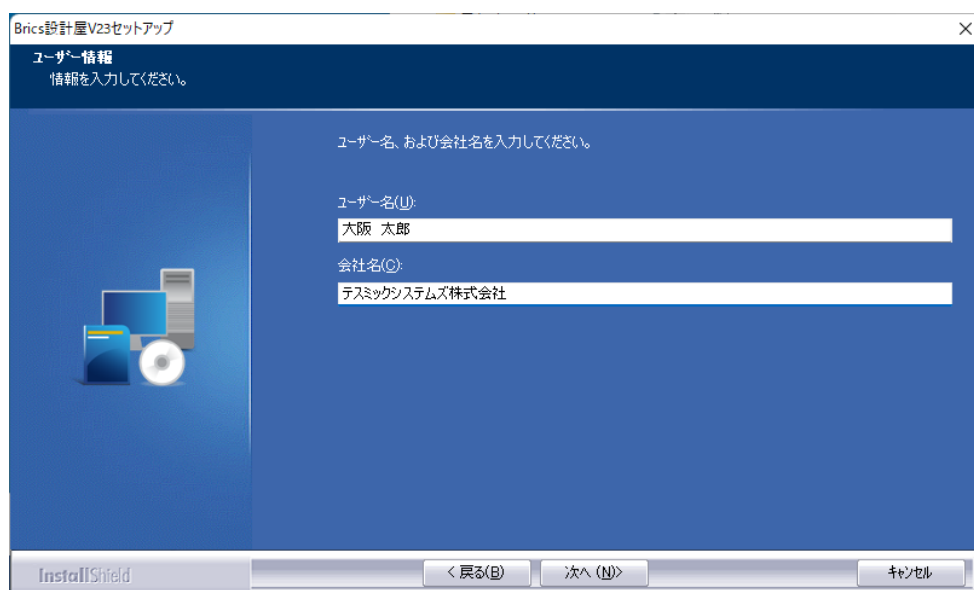 Brics設計屋V23セットアップ
ユーザー情報
情報を入力してください。
ユーザー名、および会社名を入力してください。
ユーザー名(U):
大阪 太郎
会社名(C):
テスミックシステムズ株式会社
InstallShield
< 戻る(B)
次へ (N)>
キャンセル